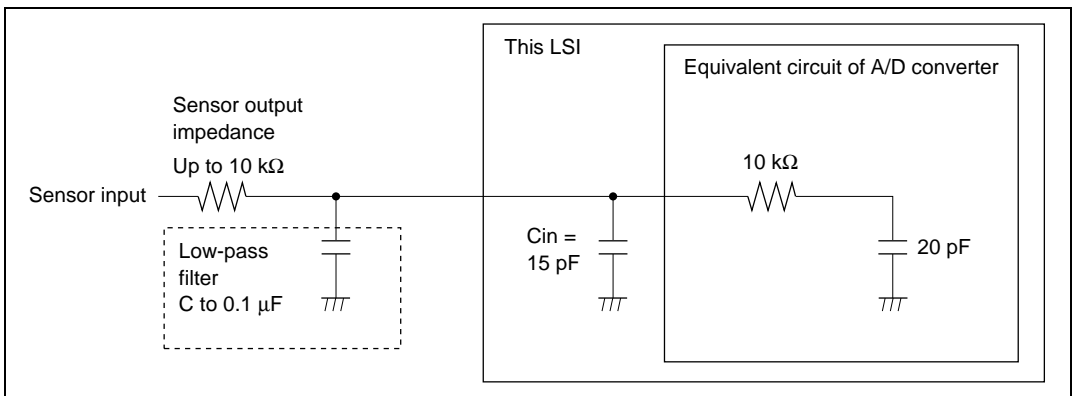 This LSI
Equivalent circuit of A/D converter
Sensor output
impedance
Up to 10 kΩ
10 kΩ
Sensor input
Low-pass
filter
C to 0.1 μF
Cin =
15 pF
20 pF